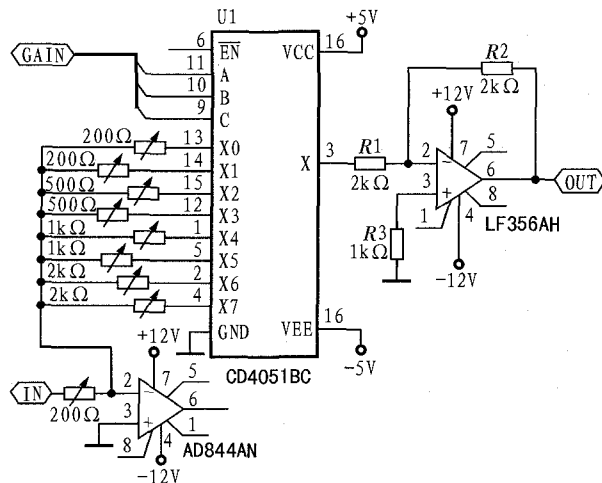 U1
GAIN
6
EN
VCC
16
+5V
11
A
10
B
9
C
200Ω
13
X0
200Ω
14
X1
500Ω
15
X2
500Ω
12
X3
1kΩ
1
X4
1kΩ
5
X5
2kΩ
2
X6
2kΩ
4
X7
GND
X
3
R1
2kΩ
R2
2kΩ
+12V
7
5
2
−
6
OUT
3
+
8
1
4
LF356AH
R3
1kΩ
−12V
VEE
16
−5V
CD4051BC
+12V
IN
200Ω
2
−
7
5
3
+
6
1
8
4
AD844AN
−12V